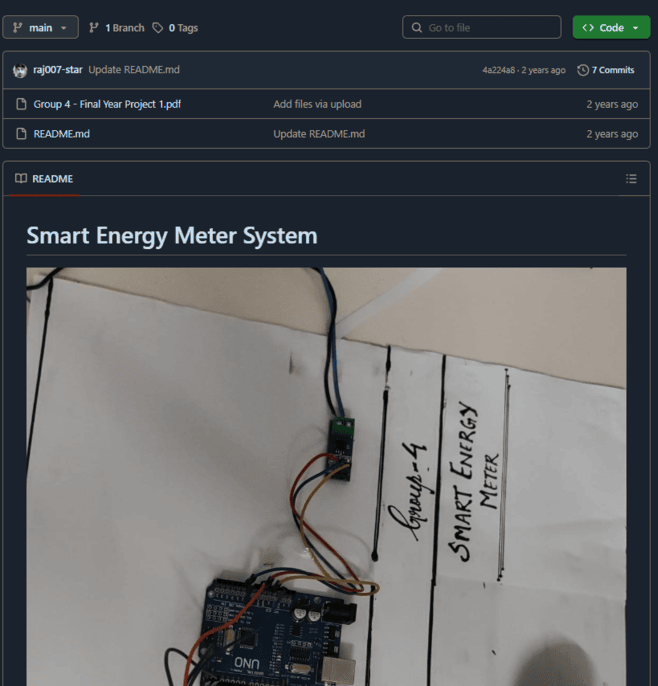 main
1 Branch
0 Tags
Go to file
Code
raj007-star Update README.md 4a224a8 · 2 years ago 7 Commits
Group 4 - Final Year Project 1.pdf Add files via upload 2 years ago
README.md Update README.md 2 years ago
README
Smart Energy Meter System
Group-4
SMART ENERGY
METER
UNO